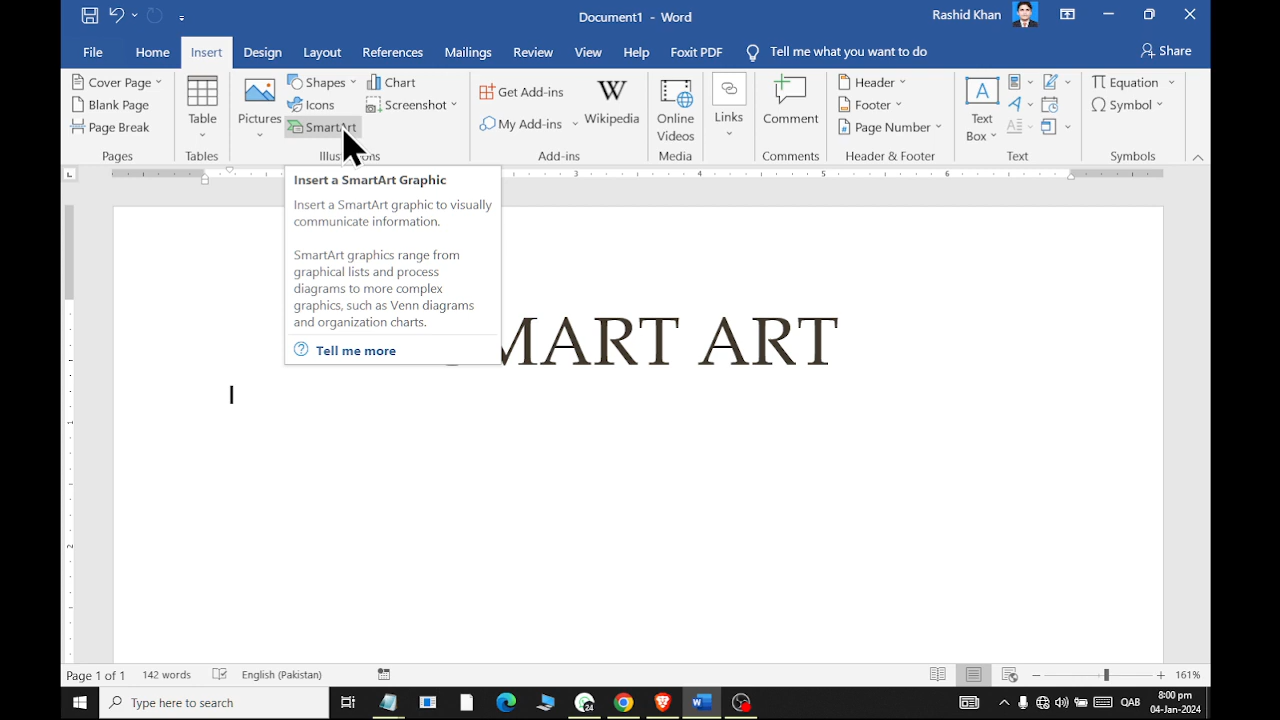 Document1 - Word
Rashid Khan
File Home Insert Design Layout References Mailings Review View Help Foxit PDF Tell me what you want to do Share
Cover Page
Blank Page
Page Break
Pages
Table
Tables
Pictures
Shapes
Icons
SmartArt
Chart
Screenshot
Get Add-ins
My Add-ins
Wikipedia
Add-ins
Online
Videos
Media
Links
Comment
Comments
Header
Footer
Page Number
Header & Footer
Text
Box
Text
Equation
Symbol
Symbols
3 4 5 6
Insert a SmartArt Graphic
Insert a SmartArt graphic to visually
communicate information.
SmartArt graphics range from
graphical lists and process
diagrams to more complex
graphics, such as Venn diagrams
and organization charts.
Tell me more
MART ART
1
2
Page 1 of 1 142 words English (Pakistan) 161%
Type here to search
QAB
8:00 pm
04-Jan-2024